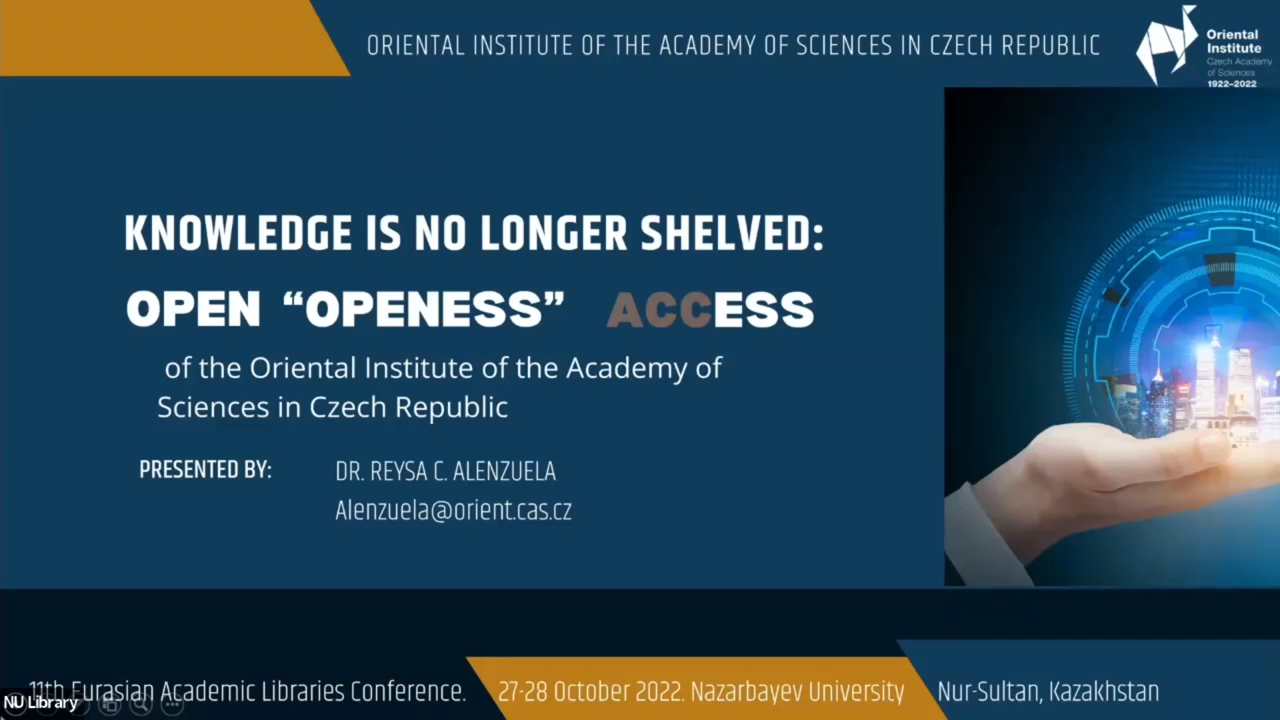 ORIENTAL INSTITUTE OF THE ACADEMY OF SCIENCES IN CZECH REPUBLIC
Oriental
Institute
Czech Academy
of Sciences
1922–2022
KNOWLEDGE IS NO LONGER SHELVED:
OPEN “OPENESS” ACCESS
of the Oriental Institute of the Academy of
Sciences in Czech Republic
PRESENTED BY: DR. REYSA C. ALENZUELA
Alenzuela@orient.cas.cz
11th Eurasian Academic Libraries Conference. 27-28 October 2022. Nazarbayev University Nur-Sultan, Kazakhstan
NU Library